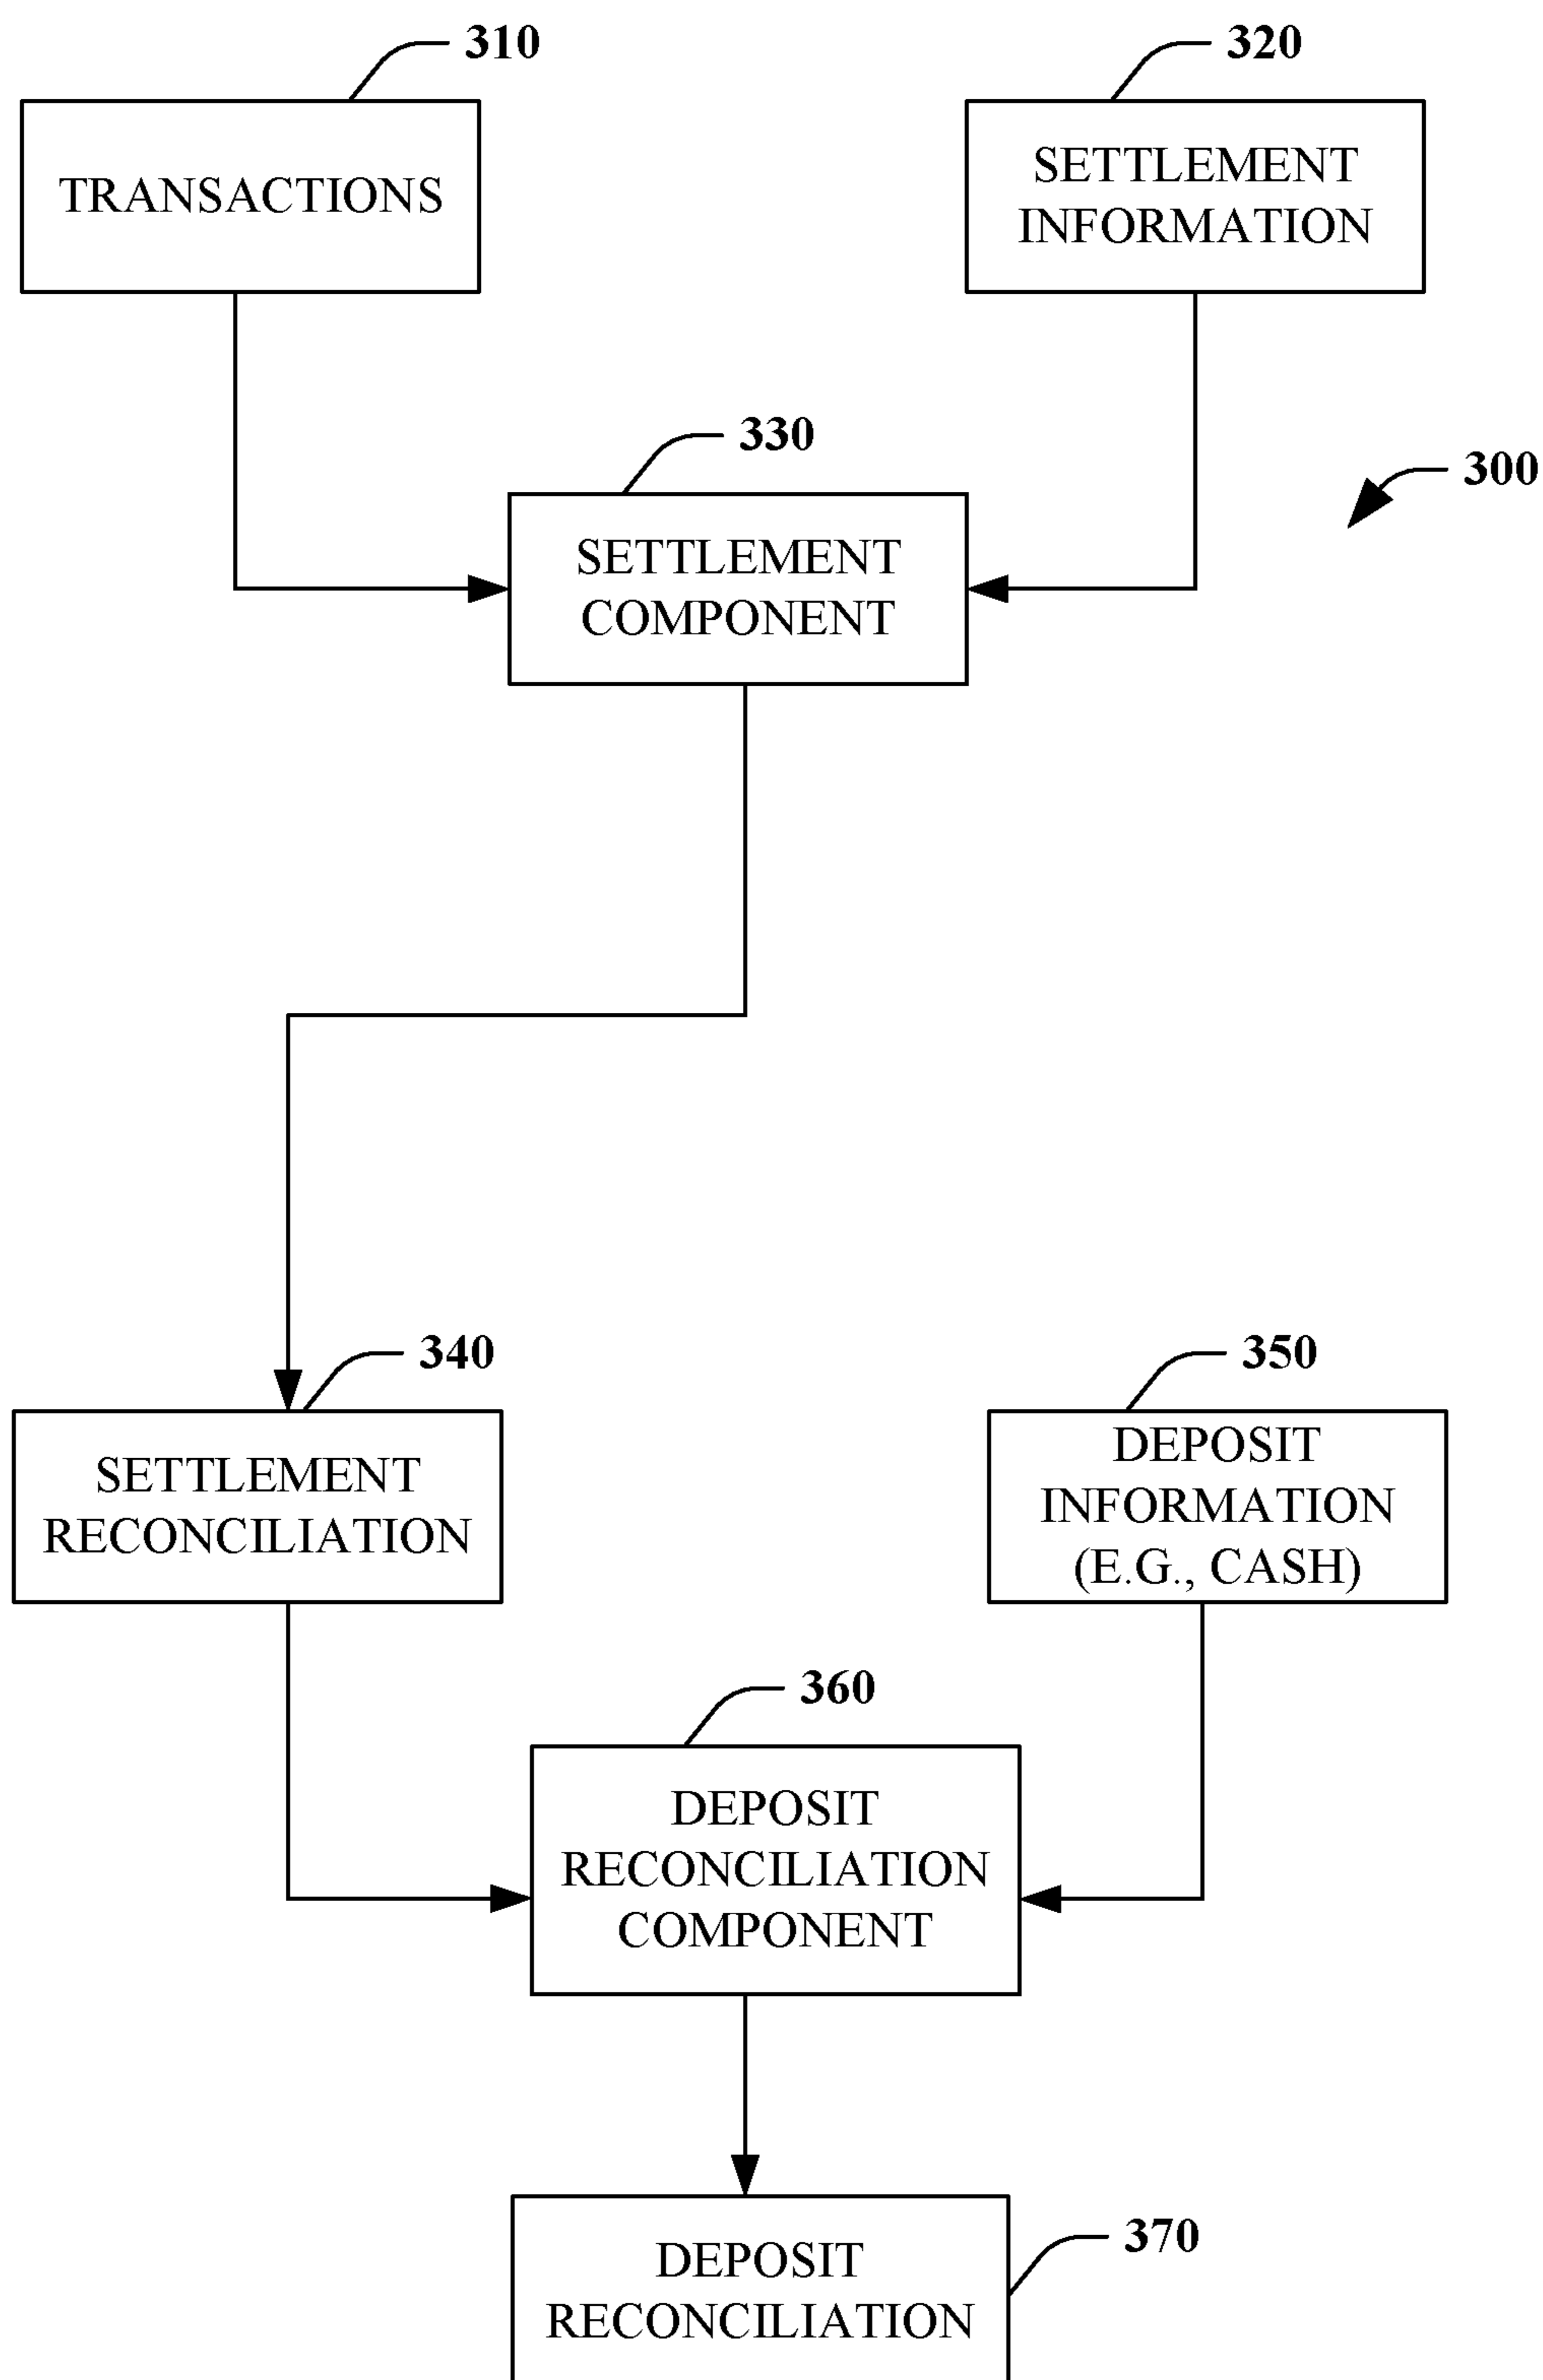 310
320
TRANSACTIONS
SETTLEMENT
INFORMATION
330
300
SETTLEMENT
COMPONENT
340
350
SETTLEMENT
RECONCILIATION
DEPOSIT
INFORMATION
(E.G., CASH)
360
DEPOSIT
RECONCILIATION
COMPONENT
370
DEPOSIT
RECONCILIATION